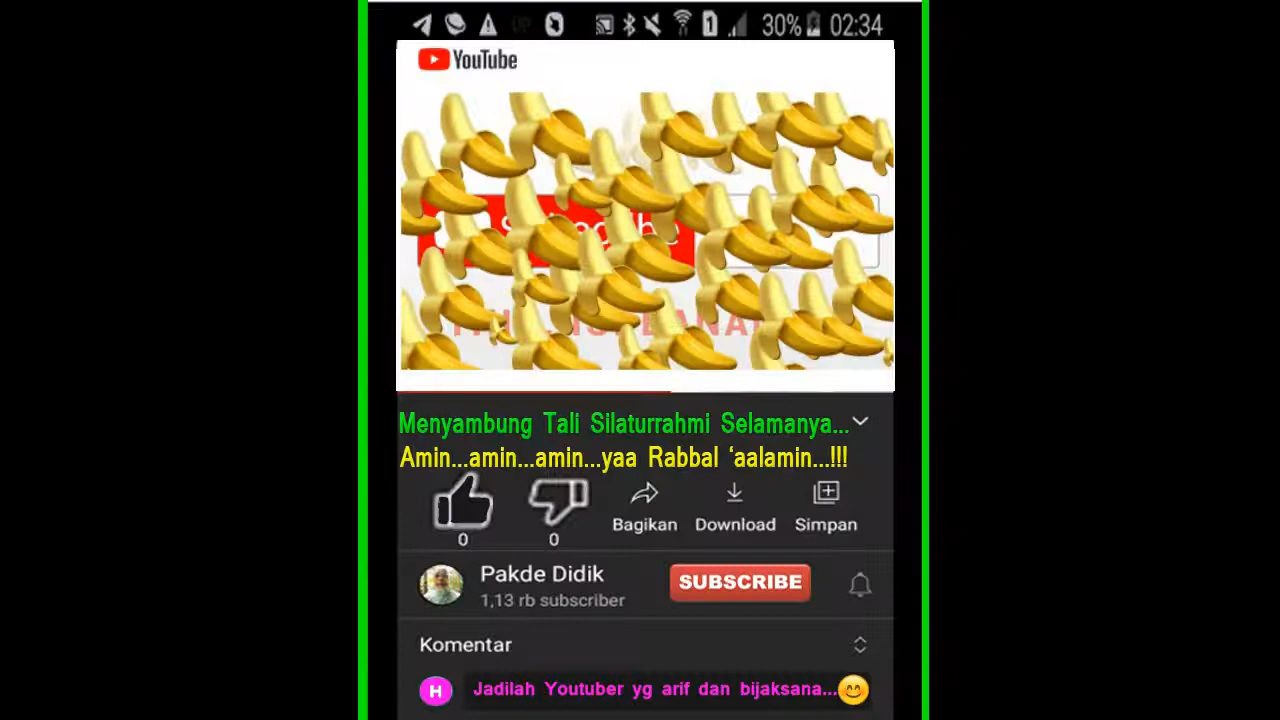 30% 02:34
YouTube
Menyambung Tali Silaturrahmi Selamanya...
Amin...amin...amin...yaa Rabbal ‘aalamin...!!!
0 0 Bagikan Download Simpan
Pakde Didik
SUBSCRIBE
1,13 rb subscriber
Komentar
H Jadilah Youtuber yg arif dan bijaksana...